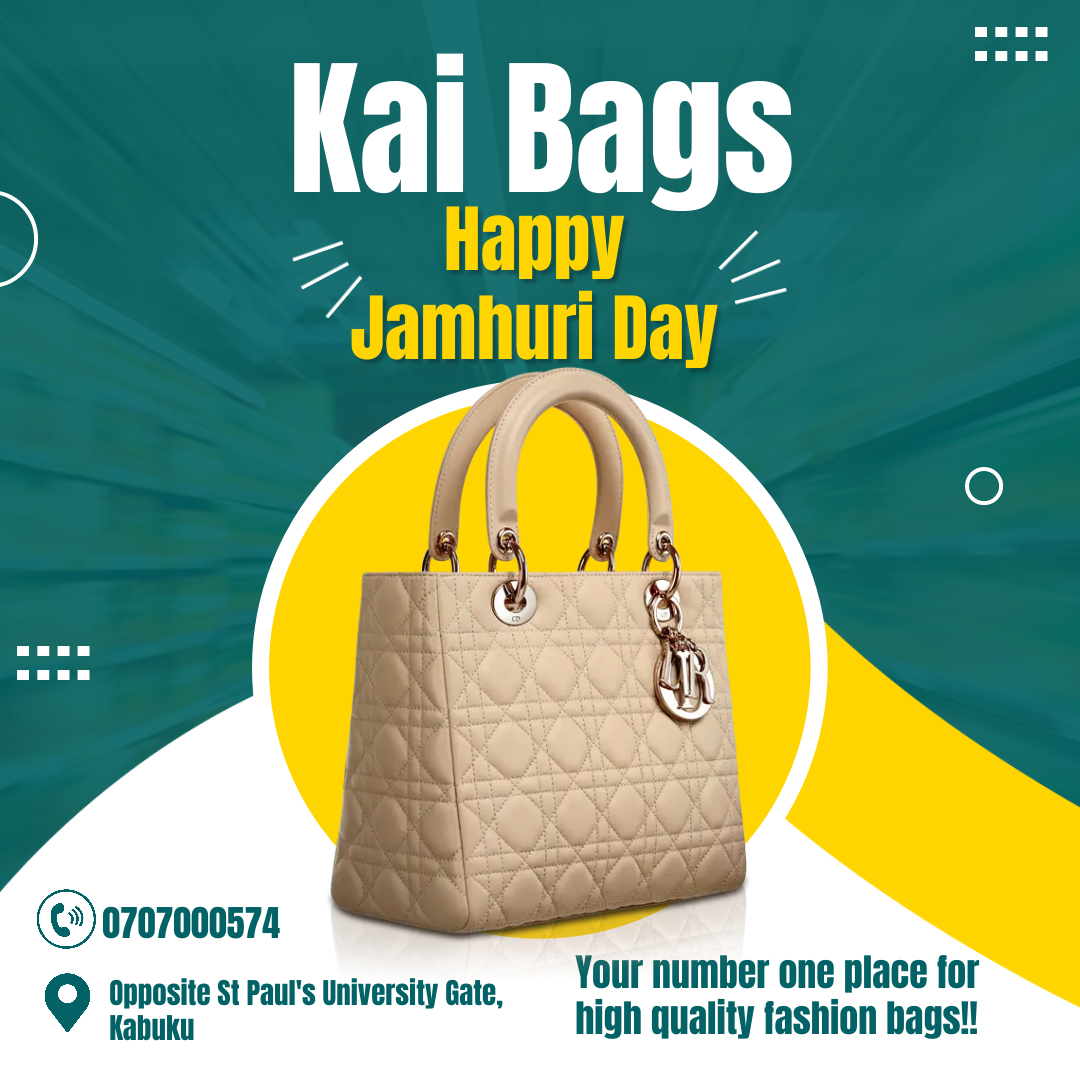 Kai Bags
Happy
Jamhuri Day
CD
0707000574
Opposite St Paul's University Gate,
Kabuku
Your number one place for
high quality fashion bags!!